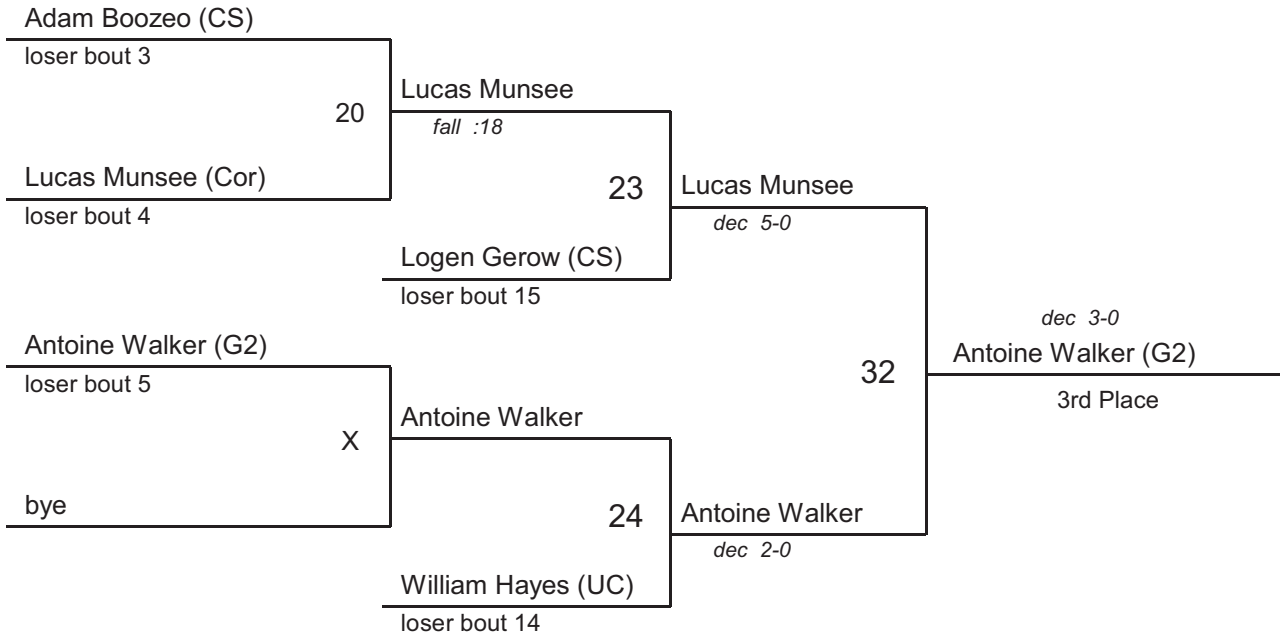 Adam Boozeo (CS)
loser bout 3
20
Lucas Munsee
fall :18
Lucas Munsee (Cor)
loser bout 4
23
Lucas Munsee
dec 5-0
Logen Gerow (CS)
loser bout 15
Antoine Walker (G2)
loser bout 5
X
Antoine Walker
bye
24
Antoine Walker
dec 2-0
William Hayes (UC)
loser bout 14
32
dec 3-0
Antoine Walker (G2)
3rd Place